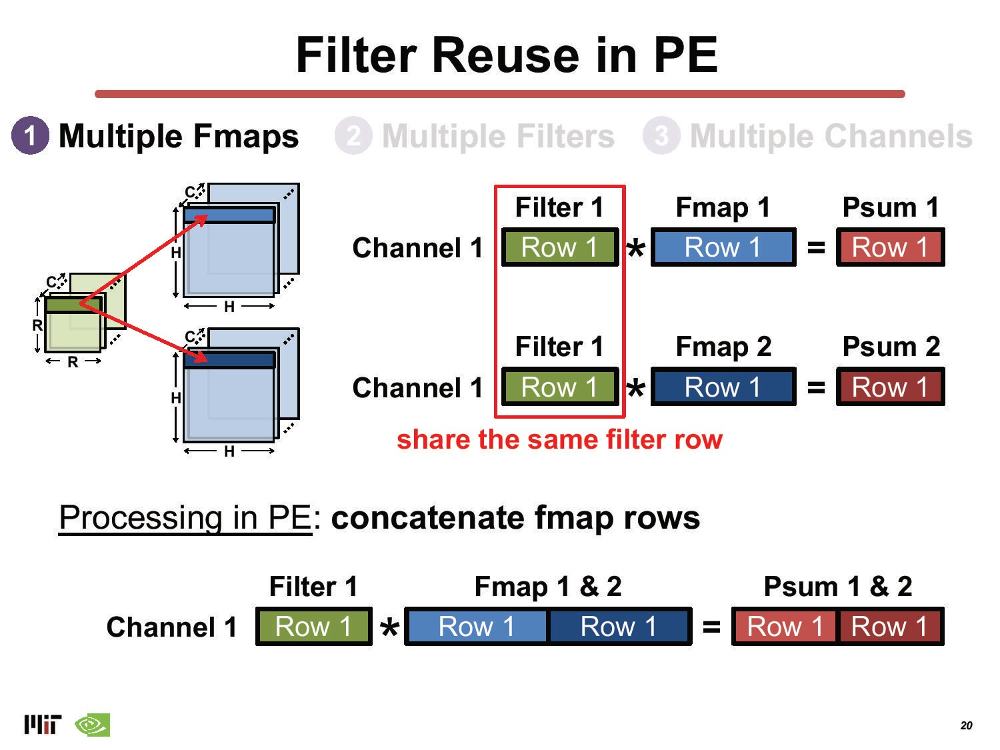 Filter Reuse in PE
1 Multiple Fmaps 2 Multiple Filters 3 Multiple Channels
C
H
H
C
R
R
C
H
H
Filter 1 Fmap 1 Psum 1
Channel 1 Row 1 * Row 1 = Row 1
Filter 1 Fmap 2 Psum 2
Channel 1 Row 1 * Row 1 = Row 1
share the same filter row
Processing in PE: concatenate fmap rows
Filter 1 Fmap 1 & 2 Psum 1 & 2
Channel 1 Row 1 * Row 1 Row 1 = Row 1 Row 1
MIT
20